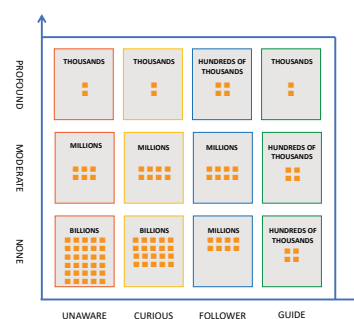 PROFOUND
THOUSANDS
THOUSANDS
HUNDREDS OF
THOUSANDS
THOUSANDS
MODERATE
MILLIONS
MILLIONS
MILLIONS
HUNDREDS OF
THOUSANDS
NONE
BILLIONS
BILLIONS
MILLIONS
HUNDREDS OF
THOUSANDS
UNAWARE
CURIOUS
FOLLOWER
GUIDE